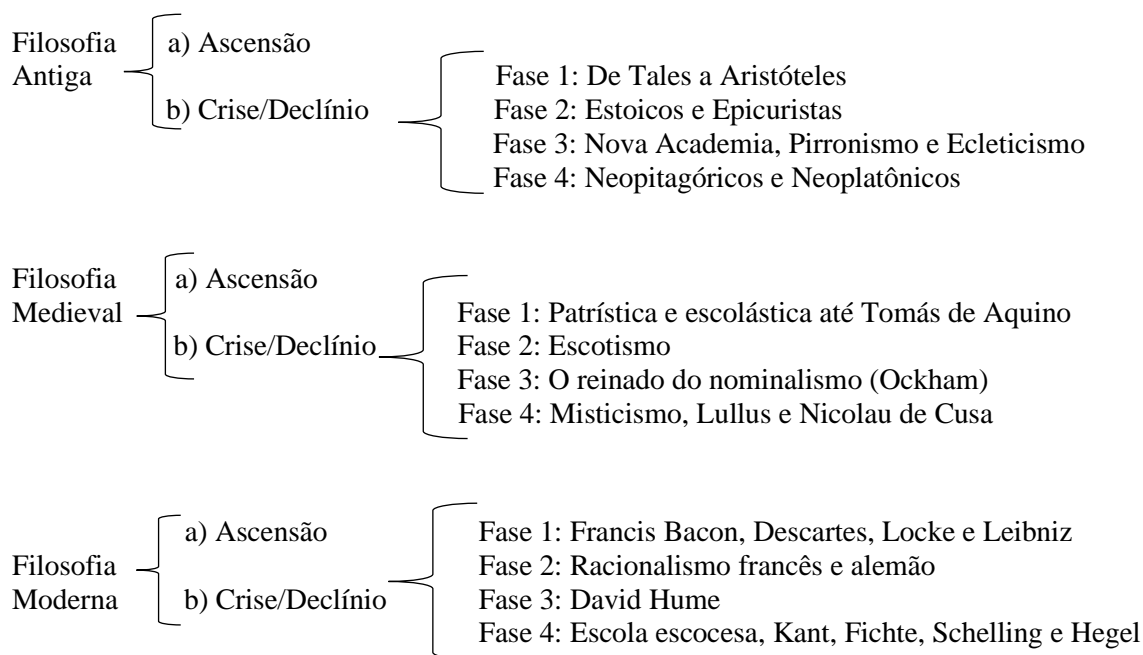 Filosofia
Antiga
a) Ascensão
b) Crise/Declínio
Fase 1: De Tales a Aristóteles
Fase 2: Estoicos e Epicuristas
Fase 3: Nova Academia, Pirronismo e Ecleticismo
Fase 4: Neopitagóricos e Neoplatônicos
Filosofia
Medieval
a) Ascensão
b) Crise/Declínio
Fase 1: Patrística e escolástica até Tomás de Aquino
Fase 2: Escotismo
Fase 3: O reinado do nominalismo (Ockham)
Fase 4: Misticismo, Lullus e Nicolau de Cusa
Filosofia
Moderna
a) Ascensão
b) Crise/Declínio
Fase 1: Francis Bacon, Descartes, Locke e Leibniz
Fase 2: Racionalismo francês e alemão
Fase 3: David Hume
Fase 4: Escola escocesa, Kant, Fichte, Schelling e Hegel